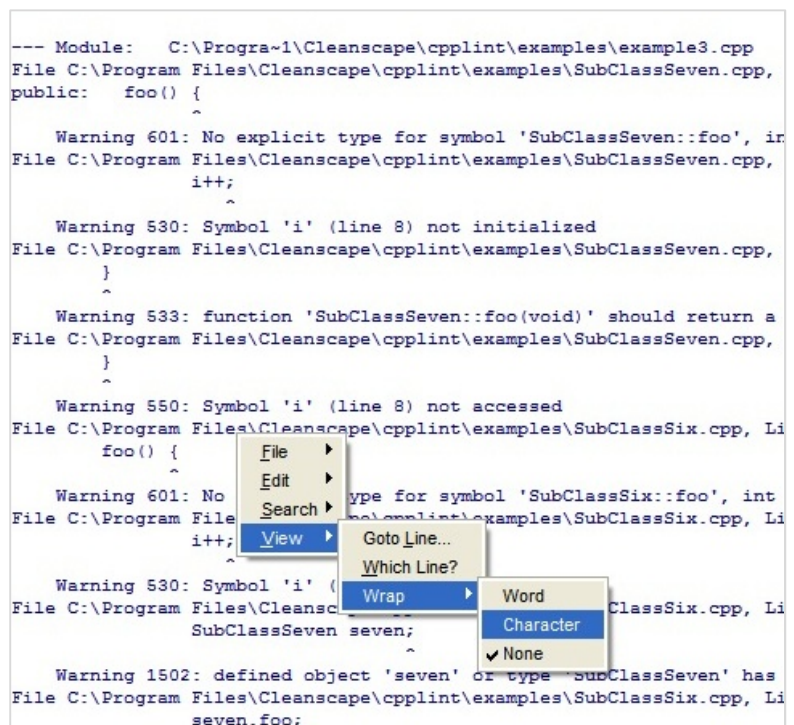 --- Module:   C:\Progra~1\Cleanscape\cpplint\examples\example3.cpp
File C:\Program Files\Cleanscape\cpplint\examples\SubClassSeven.cpp,
public:   foo() {
^
Warning 601: No explicit type for symbol 'SubClassSeven::foo', in
File C:\Program Files\Cleanscape\cpplint\examples\SubClassSeven.cpp,
i++;
^
Warning 530: Symbol 'i' (line 8) not initialized
File C:\Program Files\Cleanscape\cpplint\examples\SubClassSeven.cpp,
}
^
Warning 533: function 'SubClassSeven::foo(void)' should return a
File C:\Program Files\Cleanscape\cpplint\examples\SubClassSeven.cpp,
}
^
Warning 550: Symbol 'i' (line 8) not accessed
File C:\Program Files\Cleanscape\cpplint\examples\SubClassSix.cpp, Li
foo() {
^
File
Edit
Warning 601: No ype for symbol 'SubClassSix::foo', int
Search
File C:\Program File \examples\SubClassSix.cpp, Li
i++;
^
View
Goto Line...
Which Line?
Warning 530: Symbol 'i' (
Wrap
Word
File C:\Program Files\Cleansc ClassSix.cpp, Li
Character
SubClassSeven seven;
^
None
Warning 1502: defined object 'seven' of type 'SubClassSeven' has
File C:\Program Files\Cleanscape\cpplint\examples\SubClassSix.cpp, Li
seven.foo;